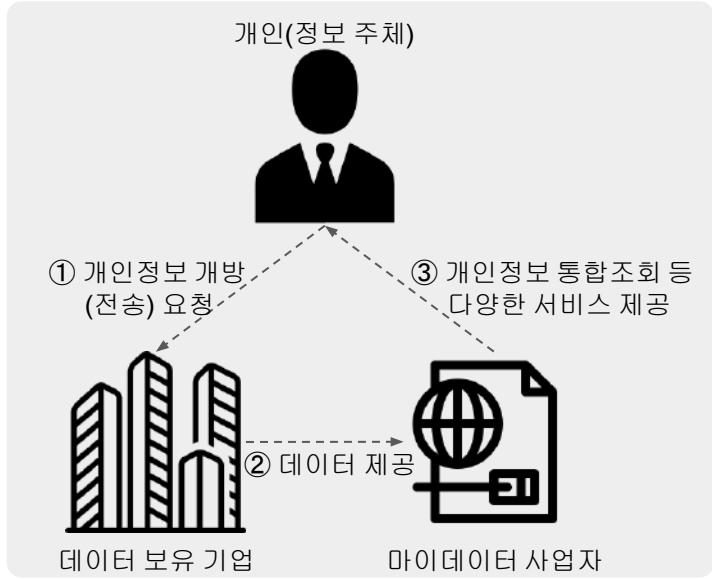 개인(정보 주체)
① 개인정보 개방
(전송) 요청
③ 개인정보 통합조회 등
다양한 서비스 제공
② 데이터 제공
데이터 보유 기업
마이데이터 사업자